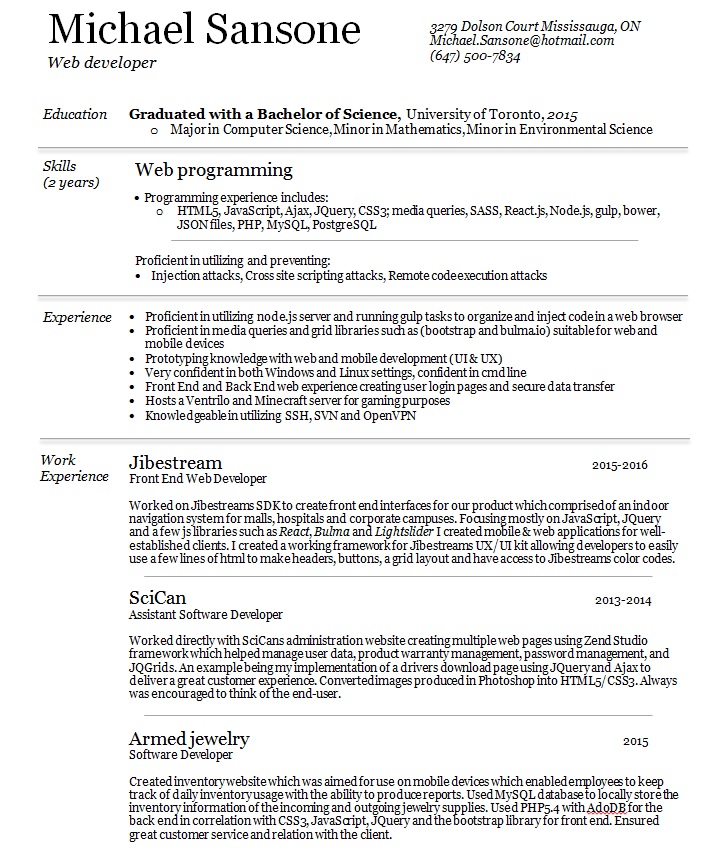 Michael Sansone
3279 Dolson Court Mississauga, ON
Michael.Sansone@hotmail.com
Web developer
(647) 500-7834
Education
Graduated with a Bachelor of Science, University of Toronto, 2015
o Major in Computer Science, Minor in Mathematics, Minor in Environmental Science
Skills
(2 years)
Web programming
• Programming experience includes:
o HTML5, JavaScript, Ajax, JQuery, CSS3; media queries, SASS, React.js, Node.js, gulp, bower,
JSON files, PHP, MySQL, PostgreSQL
Proficient in utilizing and preventing:
• Injection attacks, Cross site scripting attacks, Remote code execution attacks
Experience
• Proficient in utilizing node.js server and running gulp tasks to organize and inject code in a web browser
• Proficient in media queries and grid libraries such as (bootstrap and bulma.io) suitable for web and
mobile devices
• Prototyping knowledge with web and mobile development (UI & UX)
• Very confident in both Windows and Linux settings, confident in cmd line
• Front End and Back End web experience creating user login pages and secure data transfer
• Hosts a Ventrilo and Minecraft server for gaming purposes
• Knowledgeable in utilizing SSH, SVN and OpenVPN
Work
Experience
Jibestream 2015-2016
Front End Web Developer
Worked on Jibestreams SDK to create front end interfaces for our product which comprised of an indoor
navigation system for malls, hospitals and corporate campuses. Focusing mostly on JavaScript, JQuery
and a few js libraries such as React, Bulma and Lightslider I created mobile & web applications for well-
established clients. I created a working framework for Jibestreams UX/UI kit allowing developers to easily
use a few lines of html to make headers, buttons, a grid layout and have access to Jibestreams color codes.
SciCan 2013-2014
Assistant Software Developer
Worked directly with SciCans administration website creating multiple web pages using Zend Studio
framework which helped manage user data, product warranty management, password management, and
JQGrids. An example being my implementation of a drivers download page using JQuery and Ajax to
deliver a great customer experience. Converted images produced in Photoshop into HTML5/CSS3. Always
was encouraged to think of the end-user.
Armed jewelry 2015
Software Developer
Created inventory website which was aimed for use on mobile devices which enabled employees to keep
track of daily inventory usage with the ability to produce reports. Used MySQL database to locally store the
inventory information of the incoming and outgoing jewelry supplies. Used PHP5.4 with AdoDB for the
back end in correlation with CSS3, JavaScript, JQuery and the bootstrap library for front end. Ensured
great customer service and relation with the client.